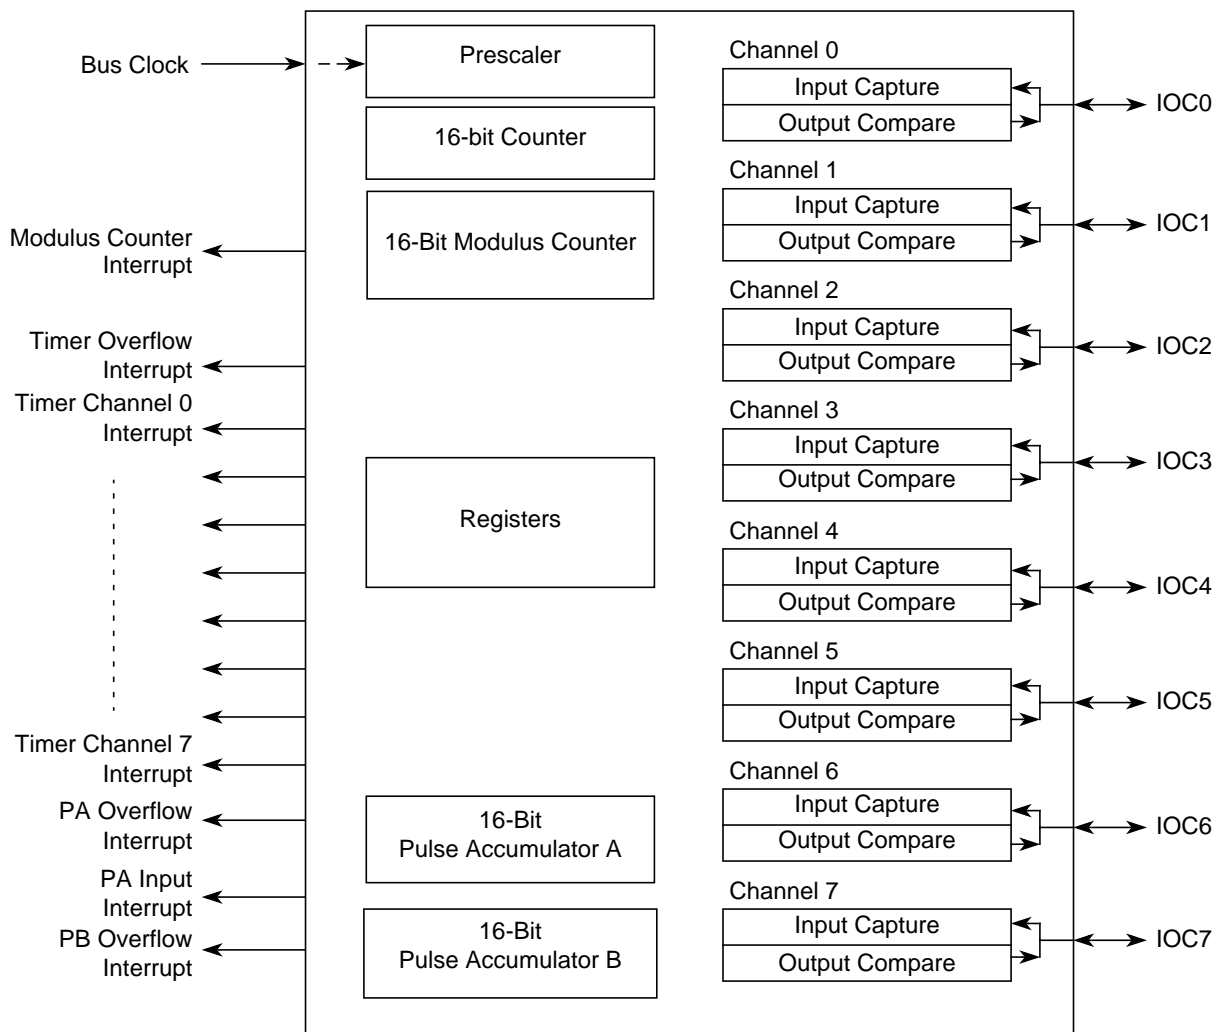 Bus Clock
Modulus Counter
Interrupt
Timer Overflow
Interrupt
Timer Channel 0
Interrupt
Timer Channel 7
Interrupt
PA Overflow
Interrupt
PA Input
Interrupt
PB Overflow
Interrupt
Prescaler
16-bit Counter
16-Bit Modulus Counter
Registers
16-Bit
Pulse Accumulator A
16-Bit
Pulse Accumulator B
Channel 0
Input Capture
Output Compare
IOC0
Channel 1
Input Capture
Output Compare
IOC1
Channel 2
Input Capture
Output Compare
IOC2
Channel 3
Input Capture
Output Compare
IOC3
Channel 4
Input Capture
Output Compare
IOC4
Channel 5
Input Capture
Output Compare
IOC5
Channel 6
Input Capture
Output Compare
IOC6
Channel 7
Input Capture
Output Compare
IOC7